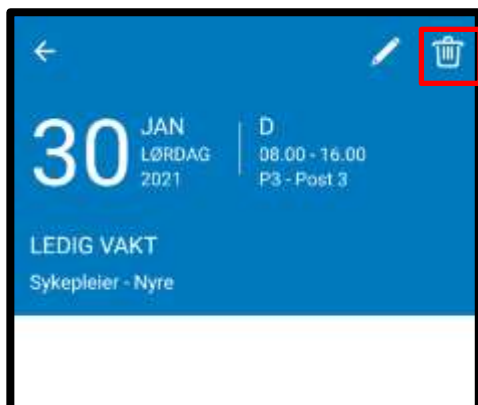 30
JAN
LØRDAG
2021
D
08.00 - 16.00
P3 - Post 3
LEDIG VAKT
Sykepleier - Nyre